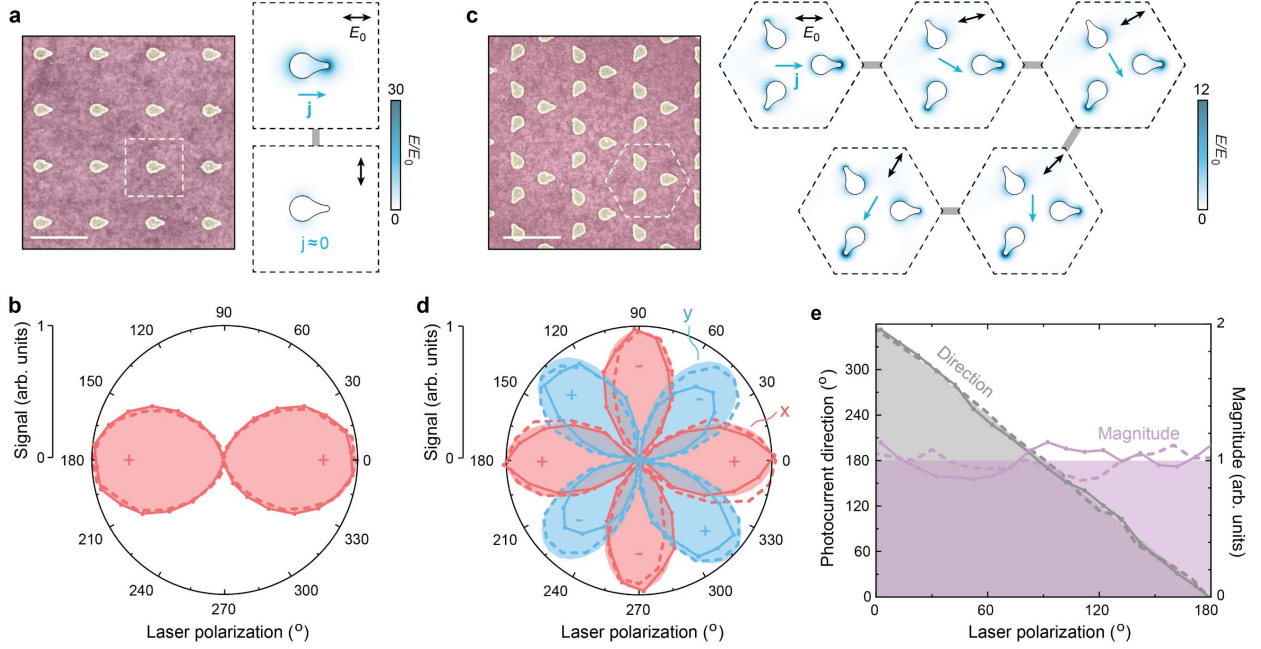 a
E₀
j
j ≈ 0
30
E/E₀
0
c
E₀
j
12
E/E₀
0
b
Signal (arb. units)
1
0
90
60
30
0
330
300
270
240
210
180
150
120
+
+
Laser polarization (°)
d
Signal (arb. units)
1
0
90
60
30
0
330
300
270
240
210
180
150
120
y
x
-
-
+
+
-
+
-
+
Laser polarization (°)
e
Photocurrent direction (°)
300
240
180
120
60
0
Direction
Magnitude
2
1
0
Magnitude (arb. units)
0
60
120
180
Laser polarization (°)